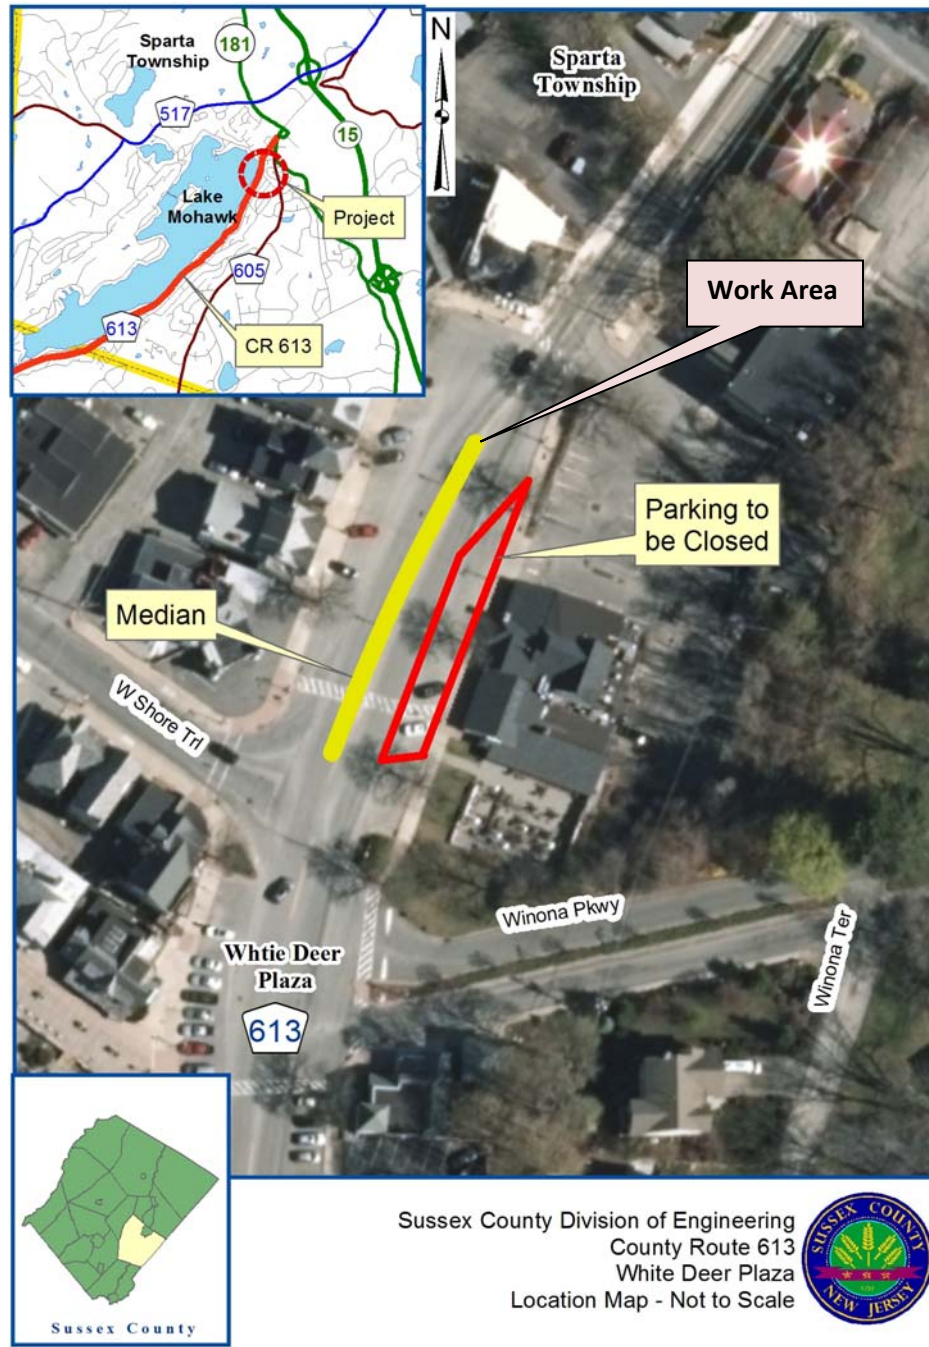 Sparta
Township
181
517
15
Lake
Mohawk
Project
605
613
CR 613
N
Sparta
Township
Work Area
Parking to
be Closed
Median
W Shore Trl
Winona Pkwy
Winona Ter
Whtie Deer
Plaza
613
Sussex County
Sussex County Division of Engineering
County Route 613
White Deer Plaza
Location Map - Not to Scale
SUSSEX COUNTY
NEW JERSEY